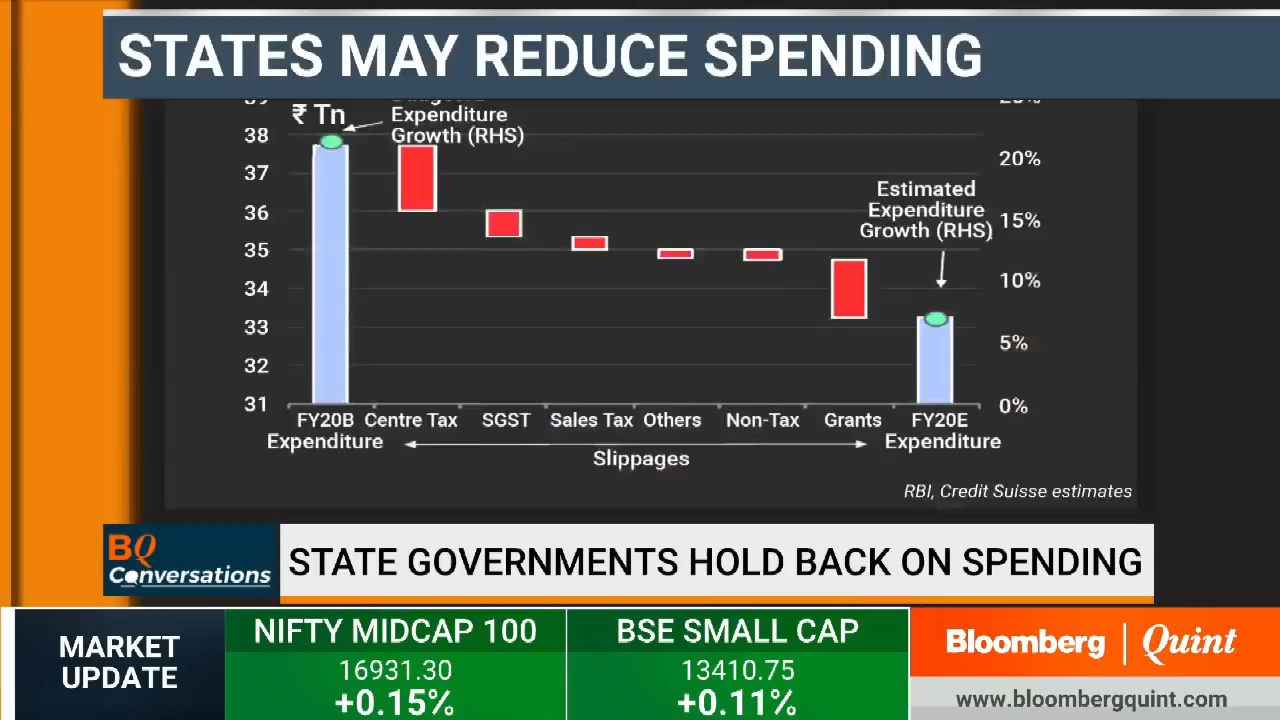 STATES MAY REDUCE SPENDING
₹ Tn
Expenditure
Growth (RHS)
38
37
36
35
34
33
32
31
20%
15%
10%
5%
0%
Estimated
Expenditure
Growth (RHS)
FY20B
Expenditure
Centre Tax
SGST
Sales Tax
Others
Non-Tax
Grants
FY20E
Expenditure
Slippages
RBI, Credit Suisse estimates
BQ
Conversations
STATE GOVERNMENTS HOLD BACK ON SPENDING
MARKET
UPDATE
NIFTY MIDCAP 100
16931.30
+0.15%
BSE SMALL CAP
13410.75
+0.11%
Bloomberg | Quint
www.bloombergquint.com